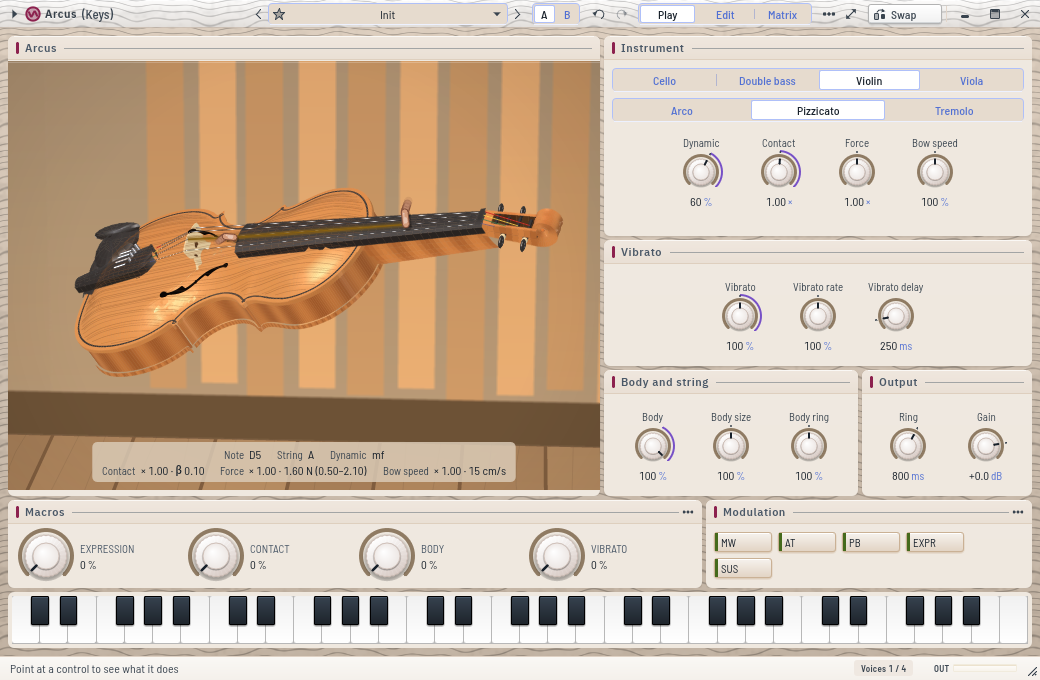 Arcus (Keys) Init A B Play Edit Matrix Swap
Arcus
Instrument
Cello Double bass Violin Viola
Arco Pizzicato Tremolo
Dynamic Contact Force Bow speed
60 % 1.00 × 1.00 × 100 %
Vibrato
Vibrato Vibrato rate Vibrato delay
100 % 100 % 250 ms
Note D5 String A Dynamic mf
Contact × 1.00 · β 0.10 Force × 1.00 · 1.60 N (0.50–2.10) Bow speed × 1.00 · 15 cm/s
Body and string
Body Body size Body ring
100 % 100 % 100 %
Output
Ring Gain
800 ms +0.0 dB
Macros
EXPRESSION CONTACT BODY VIBRATO
0 % 0 % 0 % 0 %
Modulation
MW AT PB EXPR
SUS
Point at a control to see what it does Voices 1 / 4 OUT